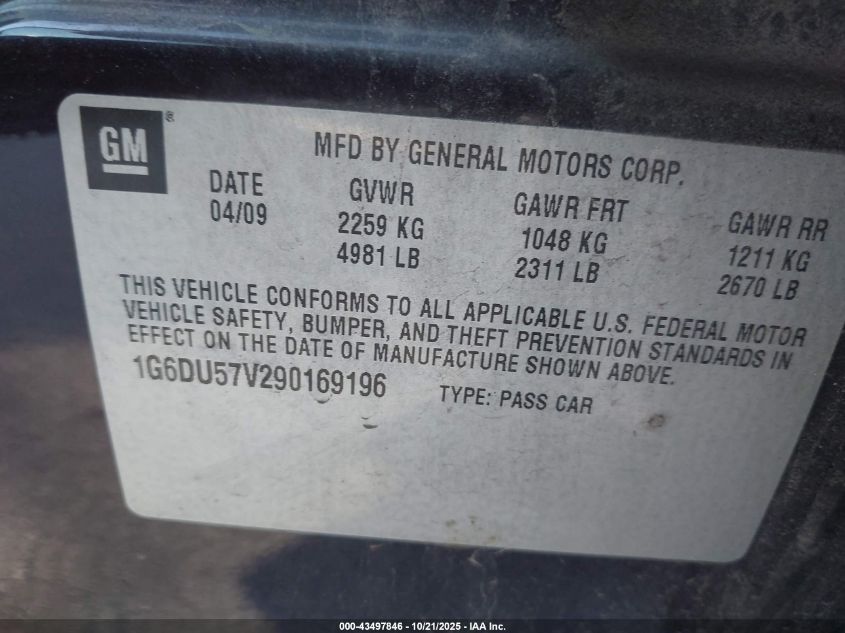 GM®
MFD BY GENERAL MOTORS CORP.
DATE GVWR GAWR FRT GAWR RR
04/09 2259 KG 1048 KG 1211 KG
4981 LB 2311 LB 2670 LB
THIS VEHICLE CONFORMS TO ALL APPLICABLE U.S. FEDERAL MOTOR
VEHICLE SAFETY, BUMPER, AND THEFT PREVENTION STANDARDS IN
EFFECT ON THE DATE OF MANUFACTURE SHOWN ABOVE.
1G6DU57V290169196 TYPE: PASS CAR
000-43497846 - 10/21/2025 - IAA Inc.